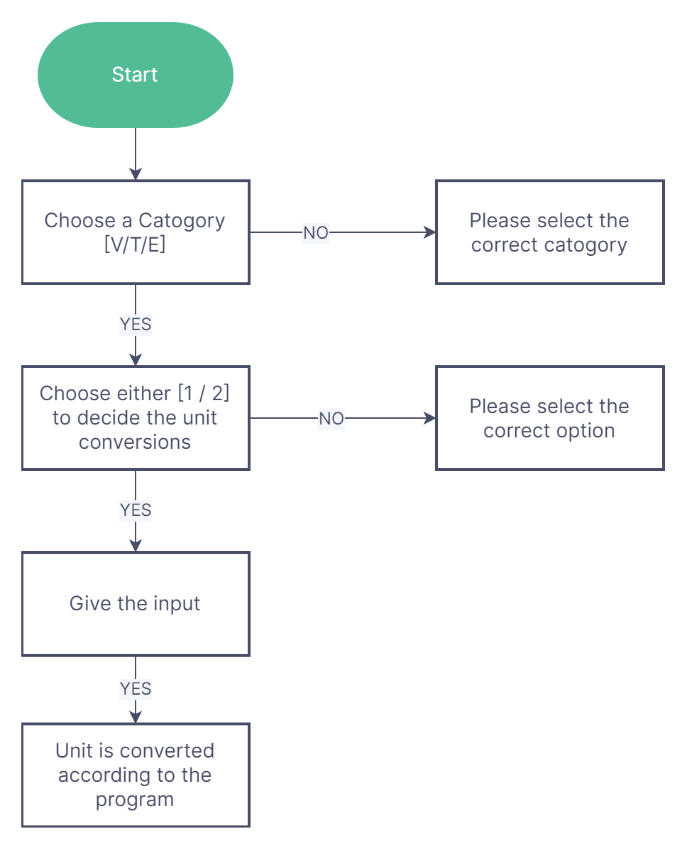 Start
Choose a Catogory
[V/T/E]
NO
Please select the
correct catogory
YES
Choose either [1 / 2]
to decide the unit
conversions
NO
Please select the
correct option
YES
Give the input
YES
Unit is converted
according to the
program